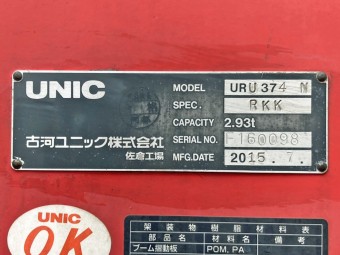 UNIC
古河ユニック株式会社
佐倉工場
MODEL URU374 N
SPEC. RKK
CAPACITY 2.93t
SERIAL NO. F160098
MFG.DATE 2015.7.
UNIC
OK
架装物樹脂材料表
部品名 材料名 備考
ブーム摺動板 POM, PA